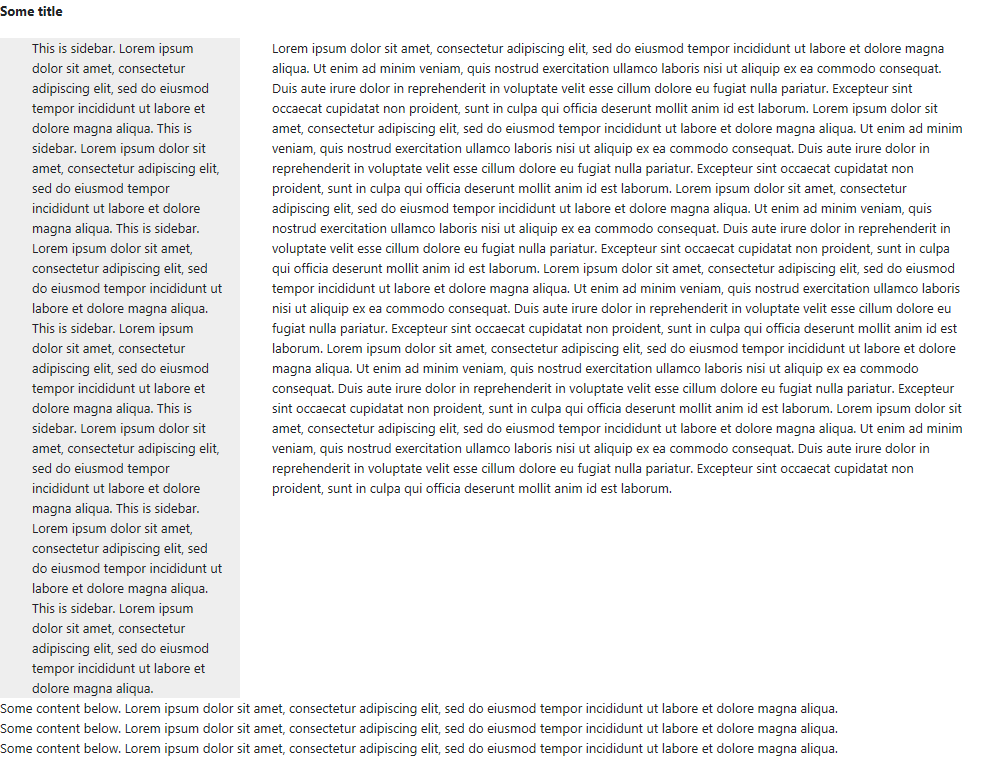 Some title
This is sidebar. Lorem ipsum
dolor sit amet, consectetur
adipiscing elit, sed do eiusmod
tempor incididunt ut labore et
dolore magna aliqua. This is
sidebar. Lorem ipsum dolor sit
amet, consectetur adipiscing elit,
sed do eiusmod tempor
incididunt ut labore et dolore
magna aliqua. This is sidebar.
Lorem ipsum dolor sit amet,
consectetur adipiscing elit, sed
do eiusmod tempor incididunt ut
labore et dolore magna aliqua.
This is sidebar. Lorem ipsum
dolor sit amet, consectetur
adipiscing elit, sed do eiusmod
tempor incididunt ut labore et
dolore magna aliqua. This is
sidebar. Lorem ipsum dolor sit
amet, consectetur adipiscing elit,
sed do eiusmod tempor
incididunt ut labore et dolore
magna aliqua. This is sidebar.
Lorem ipsum dolor sit amet,
consectetur adipiscing elit, sed
do eiusmod tempor incididunt ut
labore et dolore magna aliqua.
This is sidebar. Lorem ipsum
dolor sit amet, consectetur
adipiscing elit, sed do eiusmod
tempor incididunt ut labore et
dolore magna aliqua.
Lorem ipsum dolor sit amet, consectetur adipiscing elit, sed do eiusmod tempor incididunt ut labore et dolore magna
aliqua. Ut enim ad minim veniam, quis nostrud exercitation ullamco laboris nisi ut aliquip ex ea commodo consequat.
Duis aute irure dolor in reprehenderit in voluptate velit esse cillum dolore eu fugiat nulla pariatur. Excepteur sint
occaecat cupidatat non proident, sunt in culpa qui officia deserunt mollit anim id est laborum. Lorem ipsum dolor sit
amet, consectetur adipiscing elit, sed do eiusmod tempor incididunt ut labore et dolore magna aliqua. Ut enim ad minim
veniam, quis nostrud exercitation ullamco laboris nisi ut aliquip ex ea commodo consequat. Duis aute irure dolor in
reprehenderit in voluptate velit esse cillum dolore eu fugiat nulla pariatur. Excepteur sint occaecat cupidatat non
proident, sunt in culpa qui officia deserunt mollit anim id est laborum. Lorem ipsum dolor sit amet, consectetur
adipiscing elit, sed do eiusmod tempor incididunt ut labore et dolore magna aliqua. Ut enim ad minim veniam, quis
nostrud exercitation ullamco laboris nisi ut aliquip ex ea commodo consequat. Duis aute irure dolor in reprehenderit in
voluptate velit esse cillum dolore eu fugiat nulla pariatur. Excepteur sint occaecat cupidatat non proident, sunt in culpa
qui officia deserunt mollit anim id est laborum. Lorem ipsum dolor sit amet, consectetur adipiscing elit, sed do eiusmod
tempor incididunt ut labore et dolore magna aliqua. Ut enim ad minim veniam, quis nostrud exercitation ullamco laboris
nisi ut aliquip ex ea commodo consequat. Duis aute irure dolor in reprehenderit in voluptate velit esse cillum dolore eu
fugiat nulla pariatur. Excepteur sint occaecat cupidatat non proident, sunt in culpa qui officia deserunt mollit anim id est
laborum. Lorem ipsum dolor sit amet, consectetur adipiscing elit, sed do eiusmod tempor incididunt ut labore et dolore
magna aliqua. Ut enim ad minim veniam, quis nostrud exercitation ullamco laboris nisi ut aliquip ex ea commodo
consequat. Duis aute irure dolor in reprehenderit in voluptate velit esse cillum dolore eu fugiat nulla pariatur. Excepteur
sint occaecat cupidatat non proident, sunt in culpa qui officia deserunt mollit anim id est laborum. Lorem ipsum dolor sit
amet, consectetur adipiscing elit, sed do eiusmod tempor incididunt ut labore et dolore magna aliqua. Ut enim ad minim
veniam, quis nostrud exercitation ullamco laboris nisi ut aliquip ex ea commodo consequat. Duis aute irure dolor in
reprehenderit in voluptate velit esse cillum dolore eu fugiat nulla pariatur. Excepteur sint occaecat cupidatat non
proident, sunt in culpa qui officia deserunt mollit anim id est laborum.
Some content below. Lorem ipsum dolor sit amet, consectetur adipiscing elit, sed do eiusmod tempor incididunt ut labore et dolore magna aliqua.
Some content below. Lorem ipsum dolor sit amet, consectetur adipiscing elit, sed do eiusmod tempor incididunt ut labore et dolore magna aliqua.
Some content below. Lorem ipsum dolor sit amet, consectetur adipiscing elit, sed do eiusmod tempor incididunt ut labore et dolore magna aliqua.